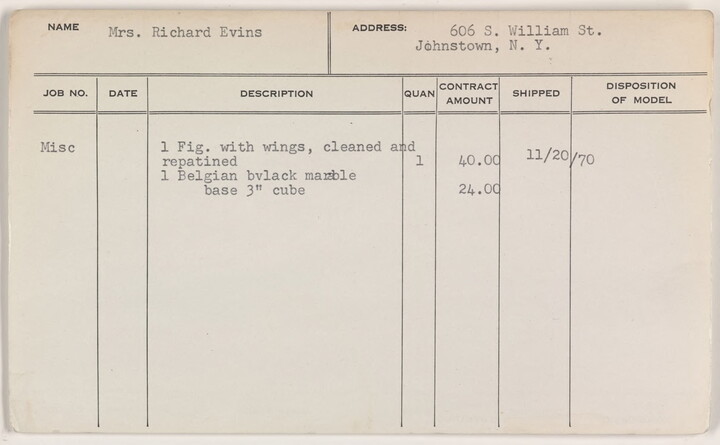 NAME Mrs. Richard Evins ADDRESS: 606 S. William St.
Johnstown, N. Y.
JOB NO. DATE DESCRIPTION QUAN CONTRACT AMOUNT SHIPPED DISPOSITION OF MODEL
Misc 1 Fig. with wings, cleaned and
repatined 1 40.00 11/20/70
1 Belgian bvlack marble
base 3" cube 24.00